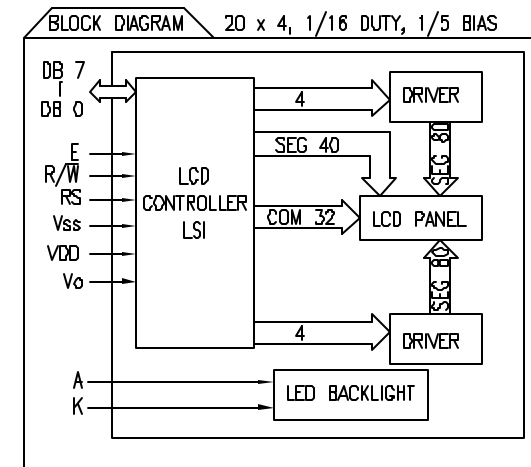 BLOCK DIAGRAM 20 x 4, 1/16 DUTY, 1/5 BIAS
DB 7
DB 0
E
R/W̅
RS
Vss
VDD
Vo
LCD
CONTROLLER
LSI
4
SEG 40
COM 32
4
DRIVER
SEG 80
LCD PANEL
SEG 80
DRIVER
A
K
LED BACKLIGHT